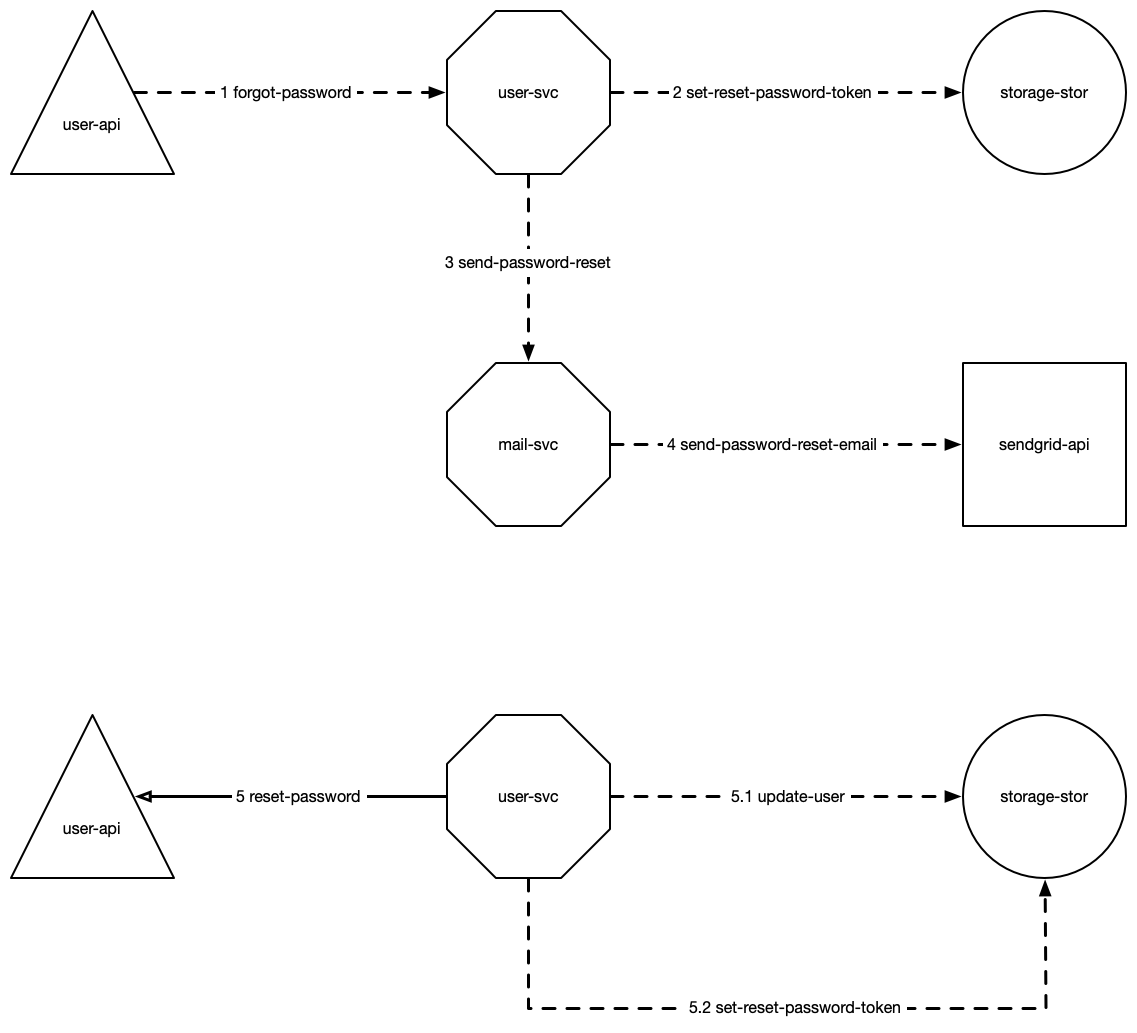 1 forgot-password
user-svc
2 set-reset-password-token
storage-stor
user-api
3 send-password-reset
mail-svc
4 send-password-reset-email
sendgrid-api
5 reset-password
user-svc
5.1 update-user
storage-stor
user-api
5.2 set-reset-password-token